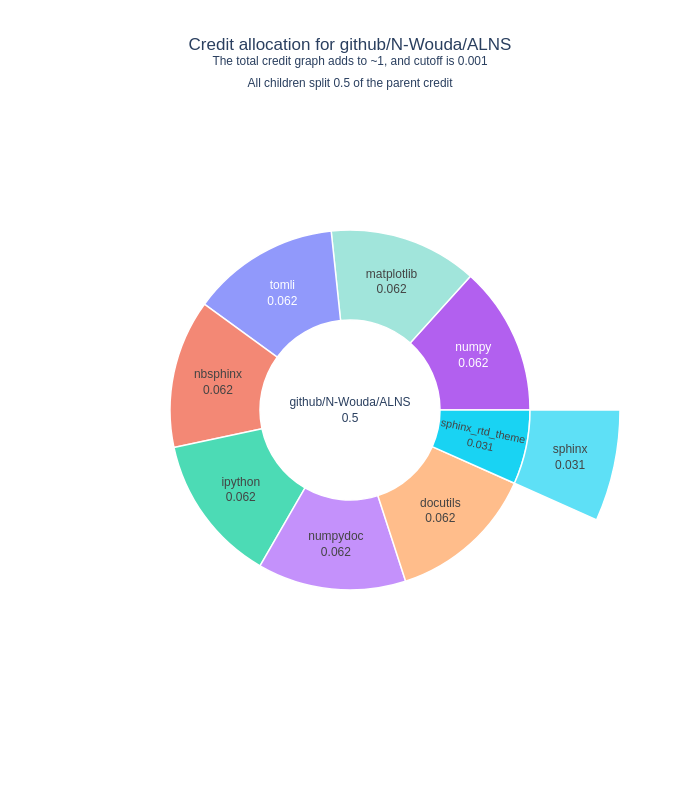 Credit allocation for github/N-Wouda/ALNS
The total credit graph adds to ~1, and cutoff is 0.001
All children split 0.5 of the parent credit
matplotlib
0.062
tomli
0.062
numpy
0.062
nbsphinx
0.062
github/N-Wouda/ALNS
0.5
sphinx_rtd_theme
0.031
sphinx
0.031
ipython
0.062
docutils
0.062
numpydoc
0.062